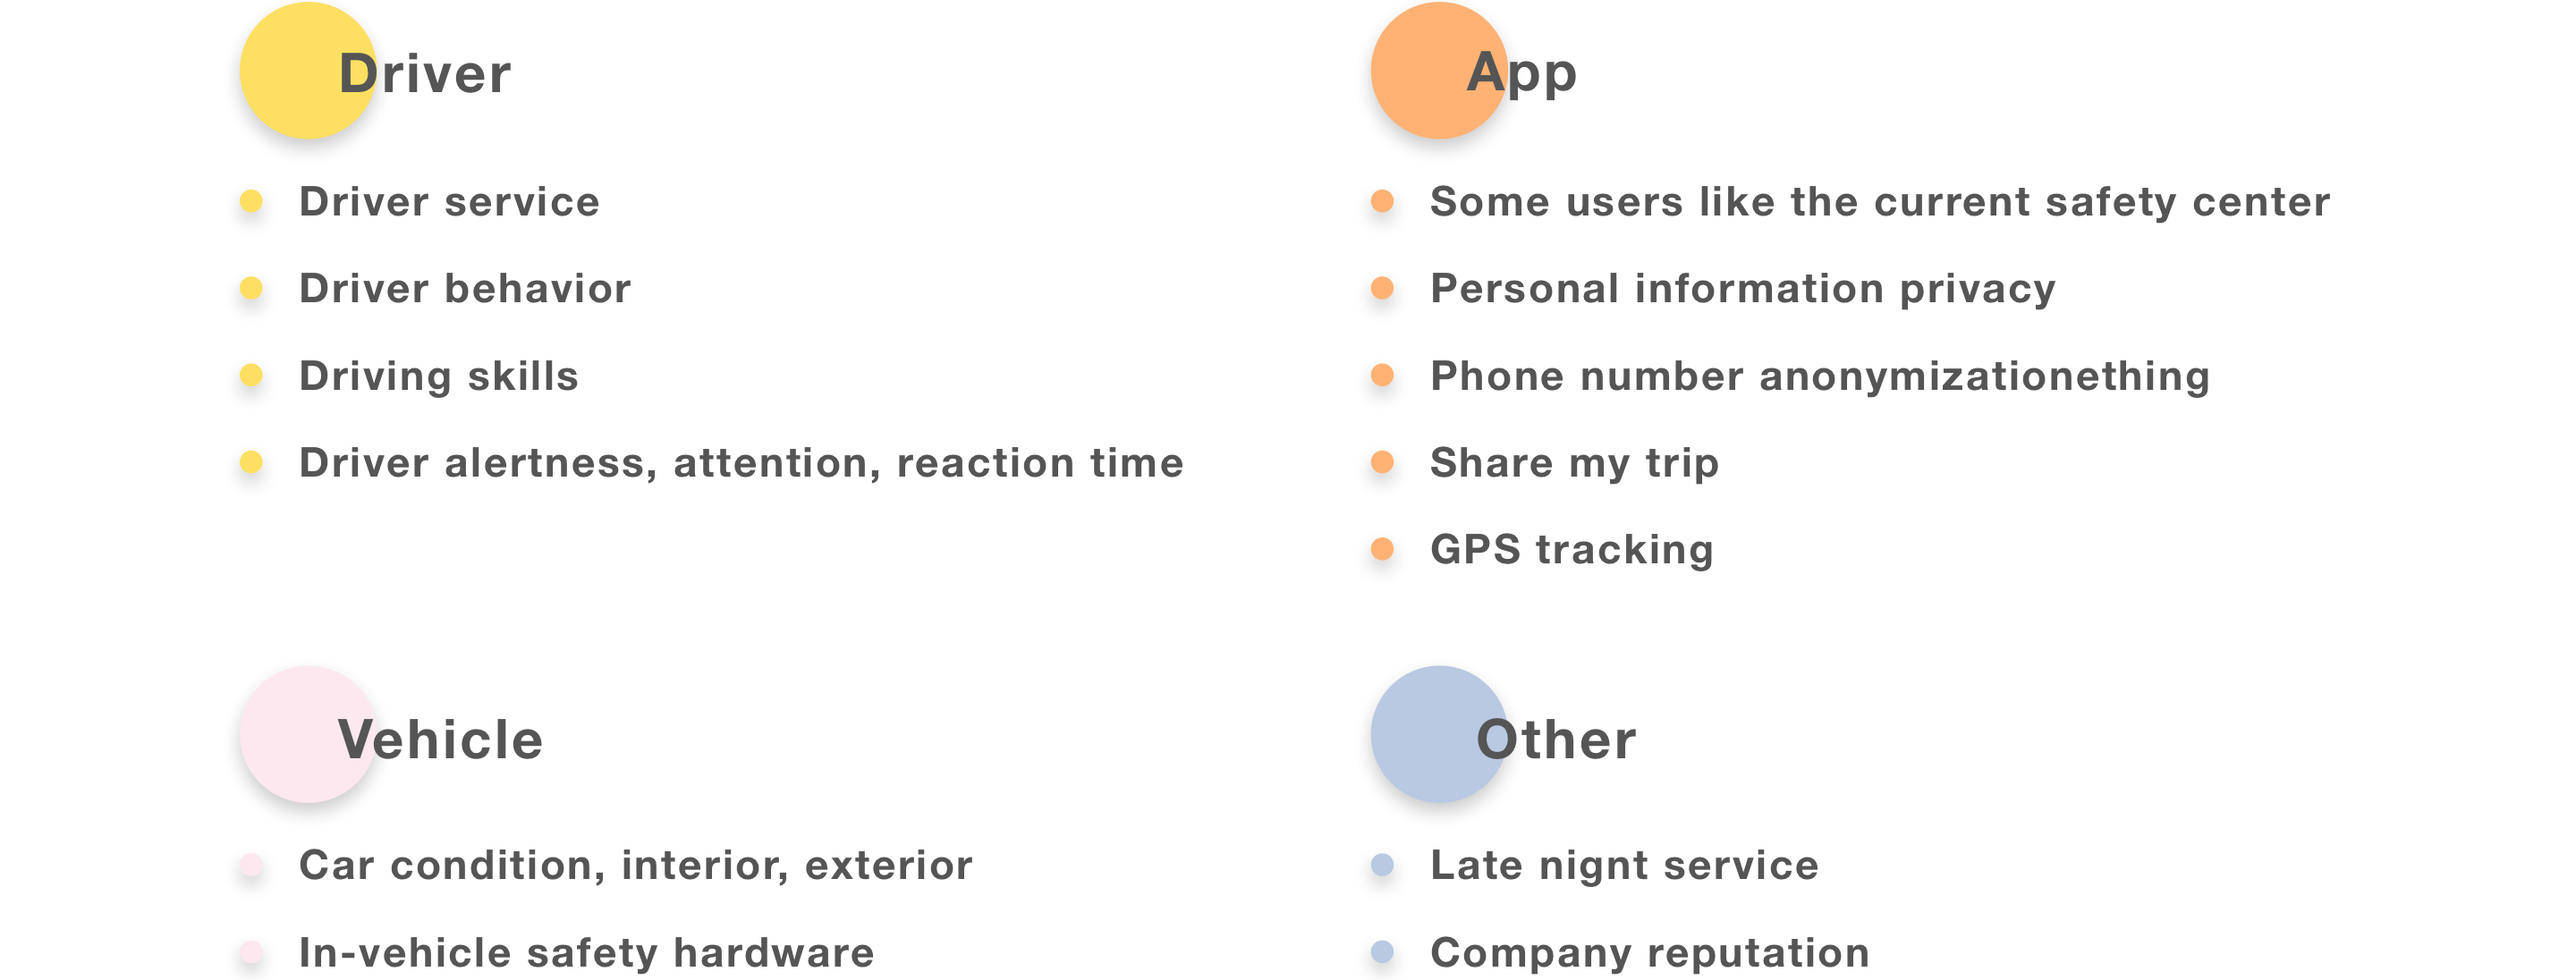 Driver
Driver service
Driver behavior
Driving skills
Driver alertness, attention, reaction time
App
Some users like the current safety center
Personal information privacy
Phone number anonymizationething
Share my trip
GPS tracking
Vehicle
Car condition, interior, exterior
In-vehicle safety hardware
Other
Late nignt service
Company reputation